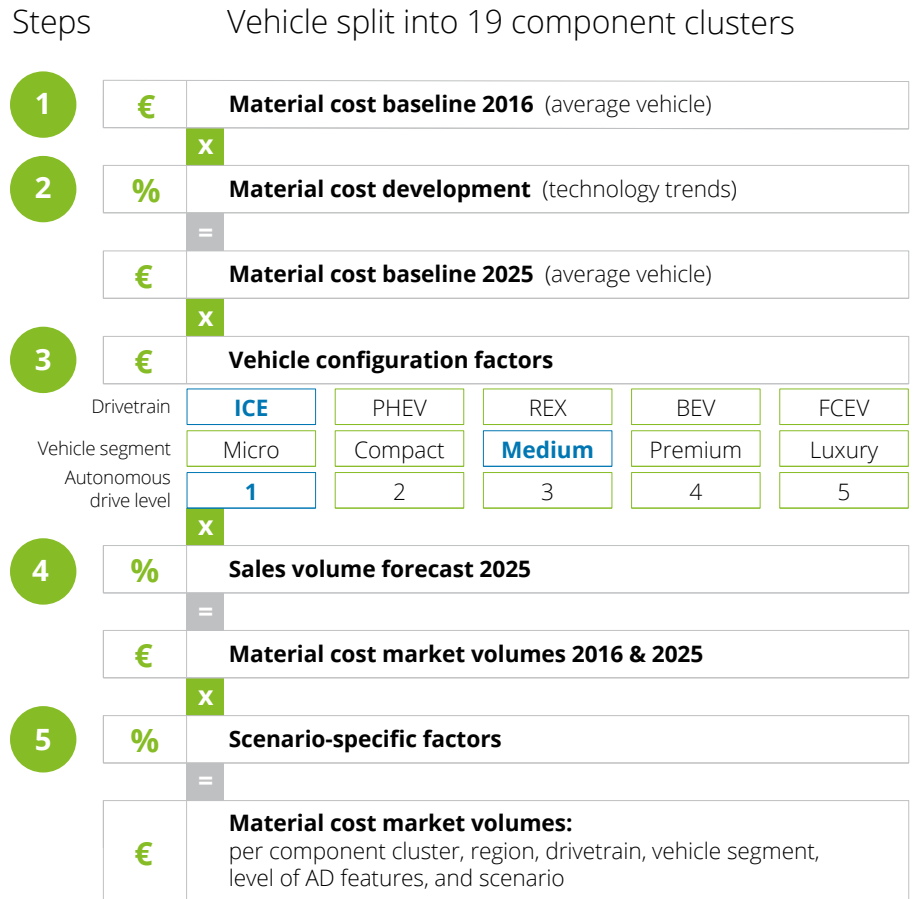 Steps Vehicle split into 19 component clusters
1 € Material cost baseline 2016 (average vehicle)
x
2 % Material cost development (technology trends)
=
€ Material cost baseline 2025 (average vehicle)
x
3 € Vehicle configuration factors
Drivetrain ICE PHEV REX BEV FCEV
Vehicle segment Micro Compact Medium Premium Luxury
Autonomous
drive level 1 2 3 4 5
x
4 % Sales volume forecast 2025
=
€ Material cost market volumes 2016 & 2025
x
5 % Scenario-specific factors
=
€ Material cost market volumes:
per component cluster, region, drivetrain, vehicle segment,
level of AD features, and scenario